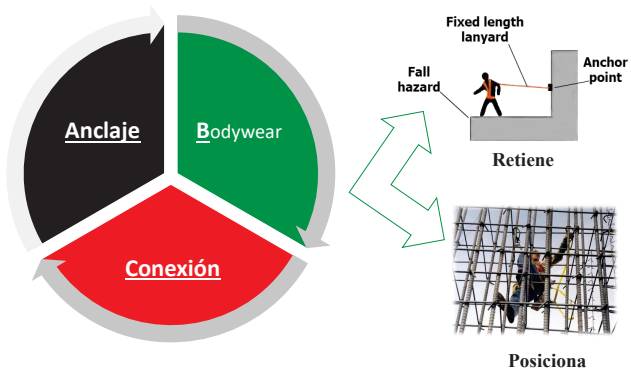 Anclaje
Bodywear
Conexión
Fixed length
lanyard
Fall
hazard
Anchor
point
Retiene
Posiciona